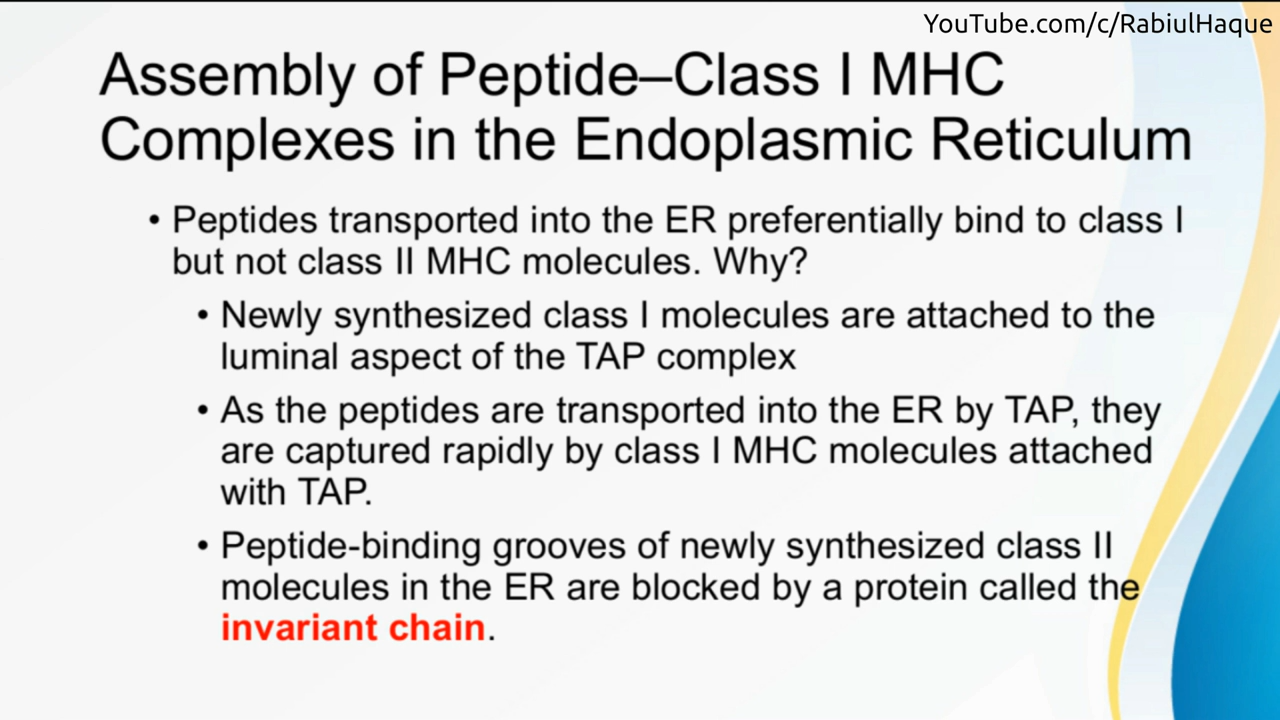 YouTube.com/c/RabiulHaque
Assembly of Peptide–Class I MHC
Complexes in the Endoplasmic Reticulum
• Peptides transported into the ER preferentially bind to class I
but not class II MHC molecules. Why?
• Newly synthesized class I molecules are attached to the
luminal aspect of the TAP complex
• As the peptides are transported into the ER by TAP, they
are captured rapidly by class I MHC molecules attached
with TAP.
• Peptide-binding grooves of newly synthesized class II
molecules in the ER are blocked by a protein called the
invariant chain.